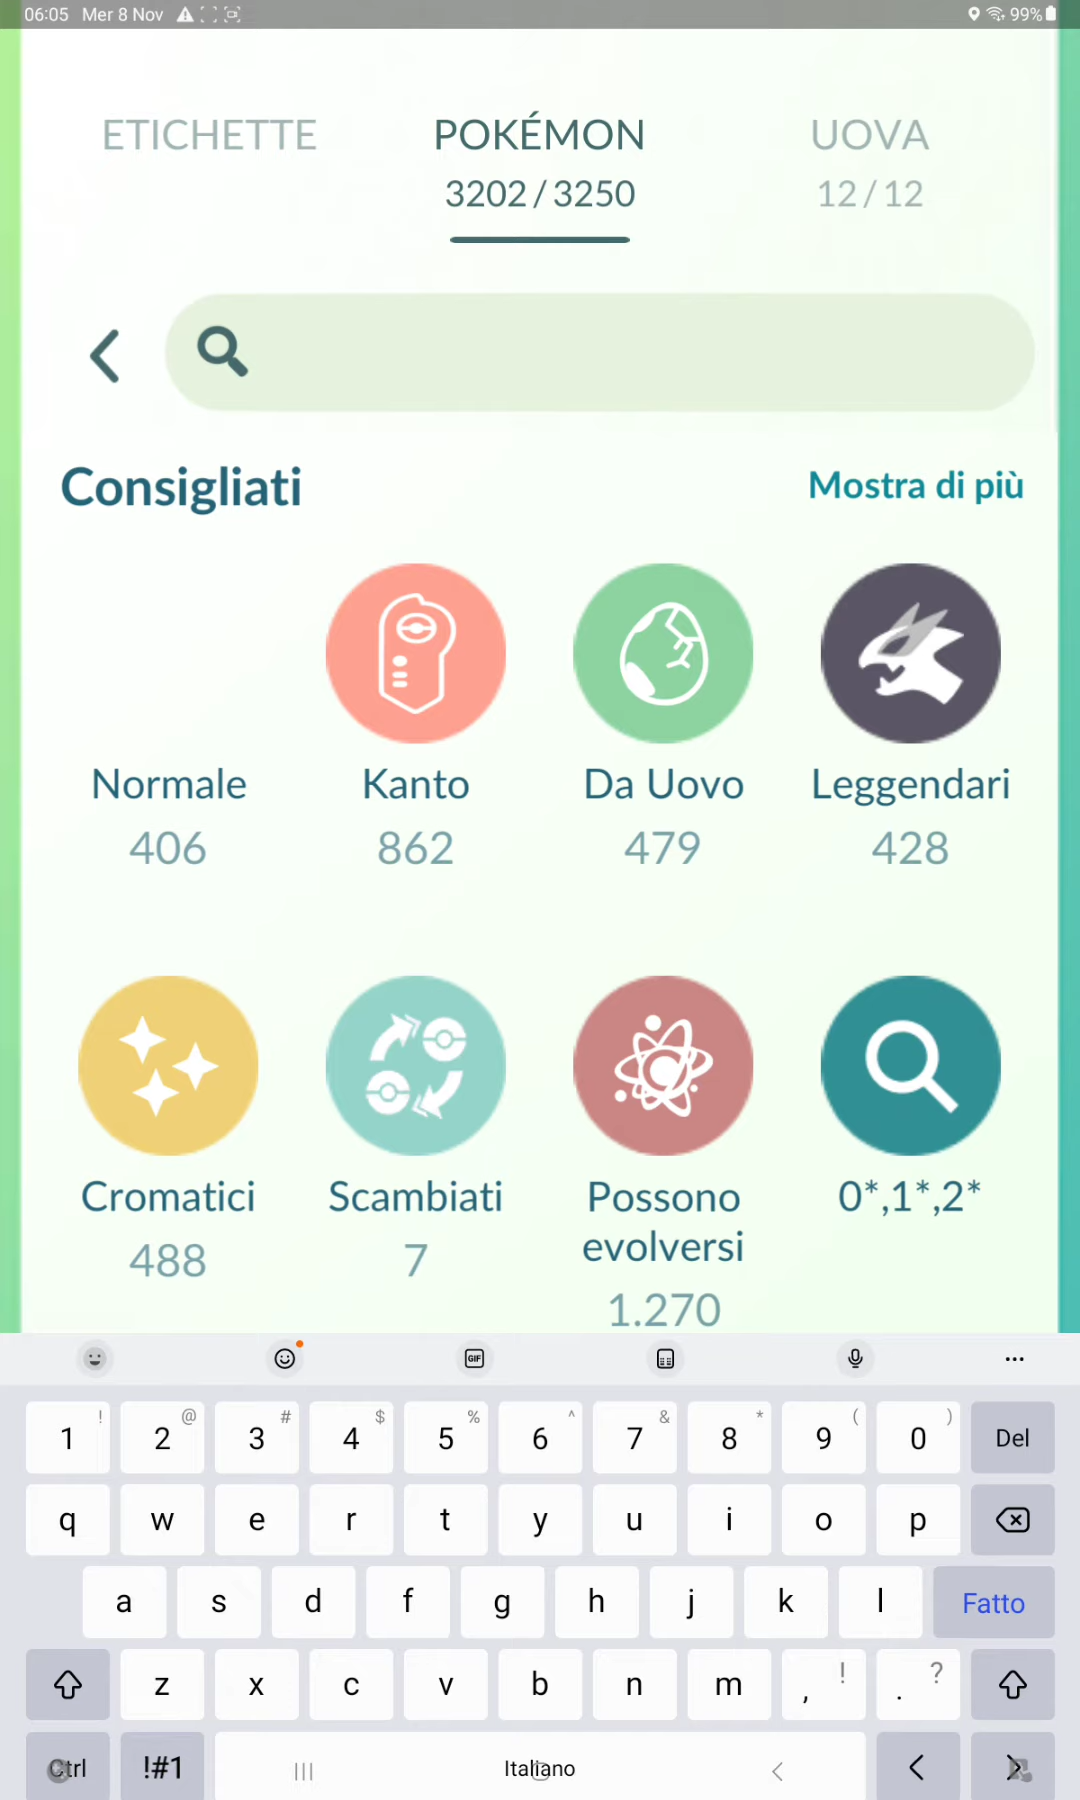 06:05 Mer 8 Nov 99%
ETICHETTE POKÉMON UOVA
3202/3250 12/12
Consigliati Mostra di più
Normale Kanto Da Uovo Leggendari
406 862 479 428
Cromatici Scambiati Possono evolversi 0*,1*,2*
488 7 1.270
GIF ...
! @ # $ % ^ & * ( )
1 2 3 4 5 6 7 8 9 0 Del
q w e r t y u i o p
a s d f g h j k l Fatto
z x c v b n m , ! . ?
Ctrl !#1 Italiano < >